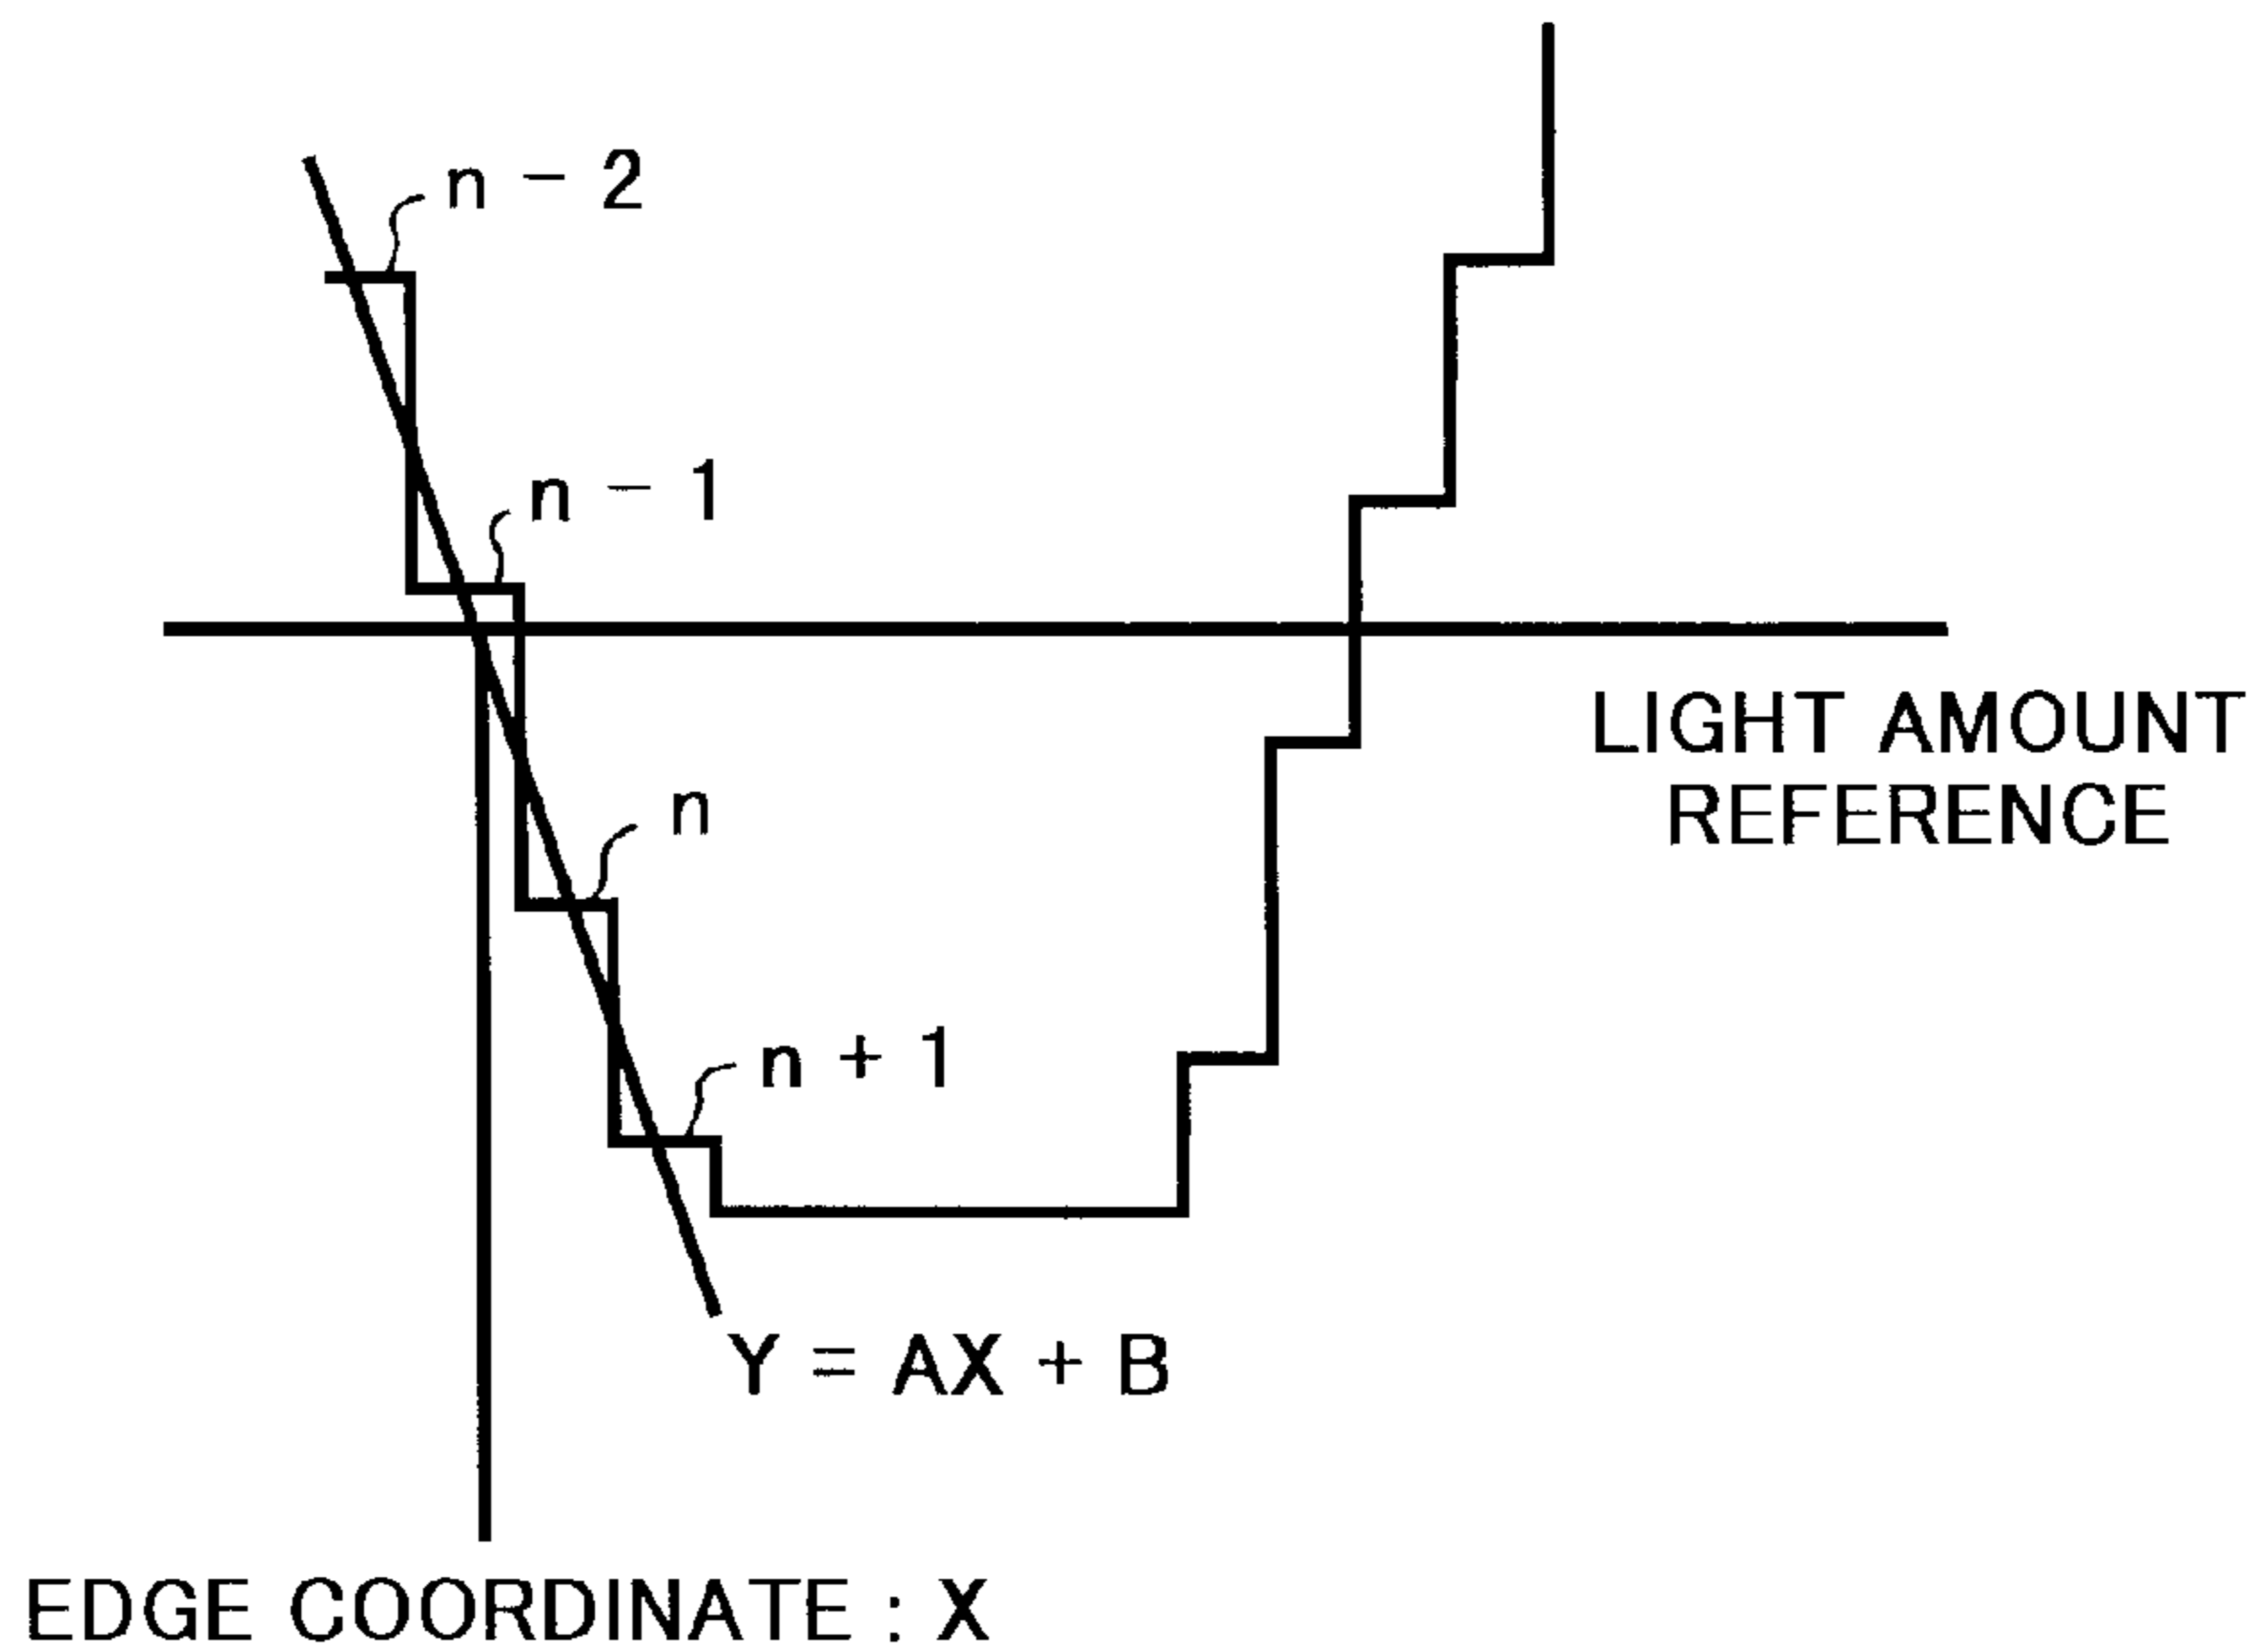 n - 2
n - 1
LIGHT AMOUNT
REFERENCE
n
n + 1
Y = AX + B
EDGE COORDINATE : X